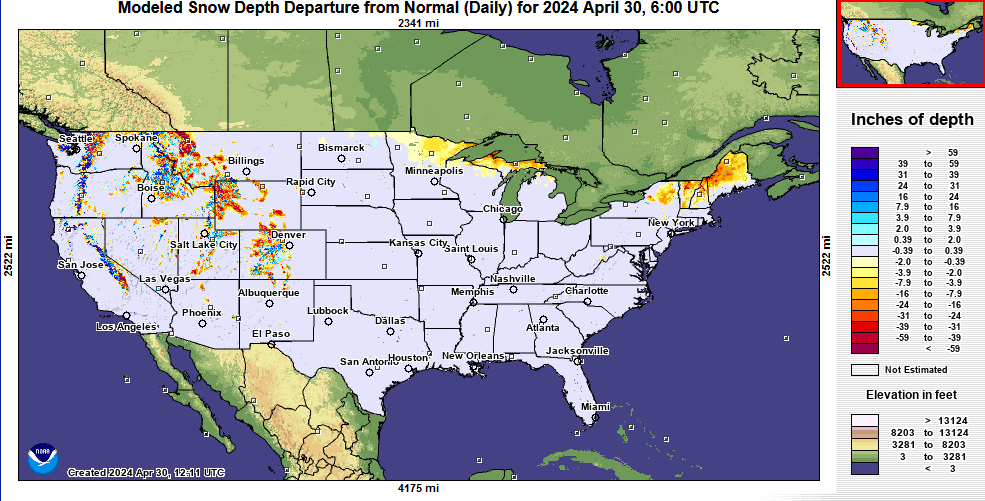 Modeled Snow Depth Departure from Normal (Daily) for 2024 April 30, 6:00 UTC
2341 mi
Seattle
Spokane
Bismarck
Billings
Minneapolis
Boise
Rapid City
Chicago
New York
Salt Lake City
Denver
Kansas City
Saint Louis
San Jose
Las Vegas
Nashville
Albuquerque
Memphis
Charlotte
Phoenix
Lubbock
Los Angeles
Dallas
Atlanta
El Paso
San Antonio
Houston
New Orleans
Jacksonville
Miami
2522 mi
2522 mi
NOAA
Created 2024 Apr 30, 12:11 UTC
4175 mi
Inches of depth
> 59
39 to 59
31 to 39
24 to 31
16 to 24
7.9 to 16
3.9 to 7.9
2.0 to 3.9
0.39 to 2.0
-0.39 to 0.39
-2.0 to -0.39
-3.9 to -2.0
-7.9 to -3.9
-16 to -7.9
-24 to -16
-31 to -24
-39 to -31
-59 to -39
< -59
Not Estimated
Elevation in feet
> 13124
8203 to 13124
3281 to 8203
3 to 3281
< 3